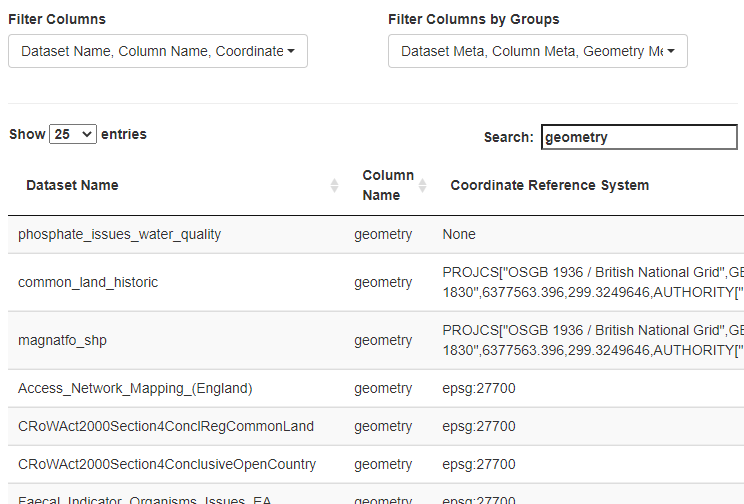 Filter Columns
Filter Columns by Groups
Dataset Name, Column Name, Coordinate
Dataset Meta, Column Meta, Geometry Me
Show 25 entries
Search: geometry
Dataset Name
Column Name
Coordinate Reference System
phosphate_issues_water_quality geometry None
common_land_historic geometry PROJCS["OSGB 1936 / British National Grid",GE
1830",6377563.396,299.3249646,AUTHORITY["
magnatfo_shp geometry PROJCS["OSGB 1936 / British National Grid",GE
1830",6377563.396,299.3249646,AUTHORITY["
Access_Network_Mapping_(England) geometry epsg:27700
CRoWAct2000Section4ConclRegCommonLand geometry epsg:27700
CRoWAct2000Section4ConclusiveOpenCountry geometry epsg:27700
Faecal_Indicator_Organisms_Issues_EA geometry epsg:27700